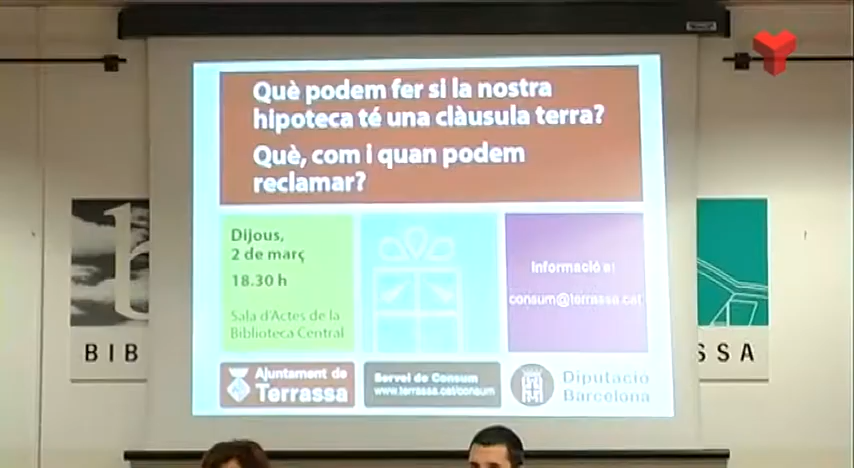 Què podem fer si la nostra
hipoteca té una clàusula terra?
Què, com i quan podem
reclamar?
Dijous,
2 de març
18.30 h
Sala d'Actes de la
Biblioteca Central
Informació a:
consum@terrassa.cat
Ajuntament de
Terrassa
Servei de Consum
www.terrassa.cat/consum
Diputació
Barcelona
BIB
SSA